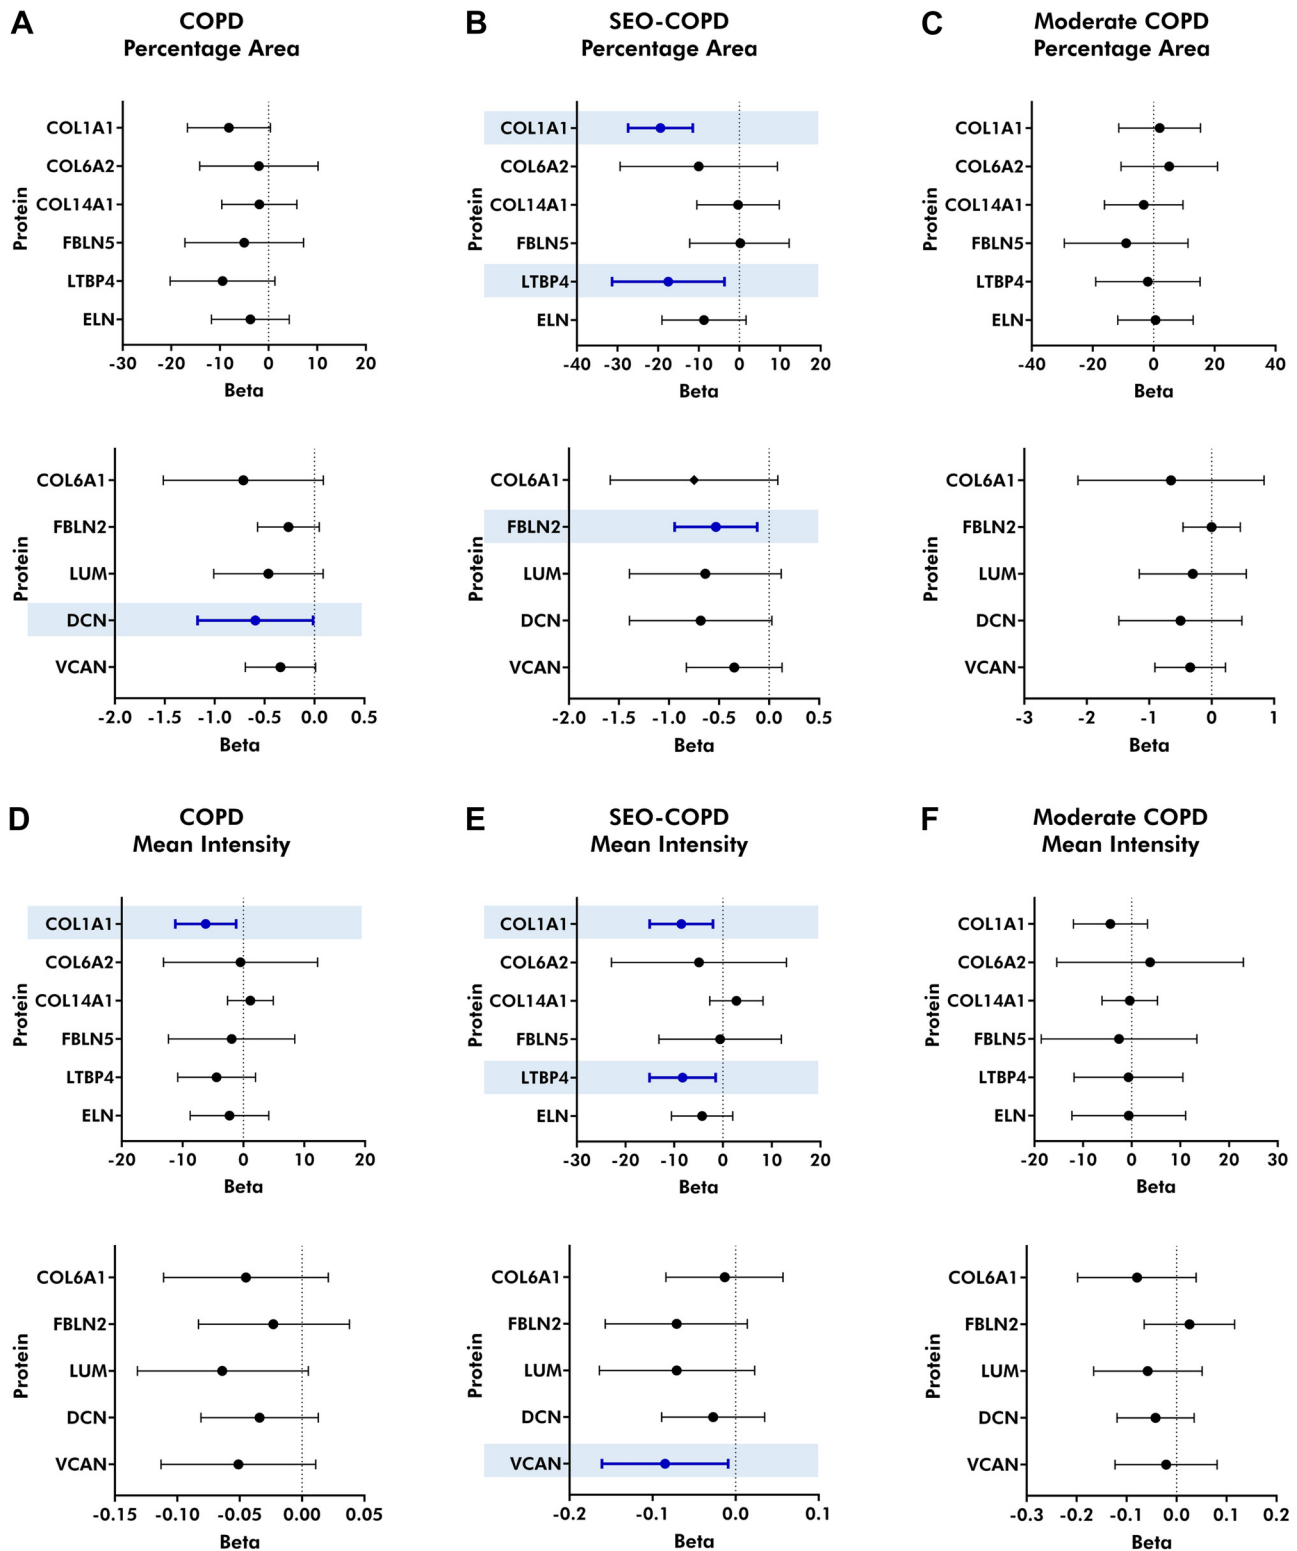 A
COPD
Percentage Area
Protein
COL1A1
COL6A2
COL14A1
FBLN5
LTBP4
ELN
-30 -20 -10 0 10 20
Beta
Protein
COL6A1
FBLN2
LUM
DCN
VCAN
-2.0 -1.5 -1.0 -0.5 0.0 0.5
Beta
B
SEO-COPD
Percentage Area
Protein
COL1A1
COL6A2
COL14A1
FBLN5
LTBP4
ELN
-40 -30 -20 -10 0 10 20
Beta
Protein
COL6A1
FBLN2
LUM
DCN
VCAN
-2.0 -1.5 -1.0 -0.5 0.0 0.5
Beta
C
Moderate COPD
Percentage Area
Protein
COL1A1
COL6A2
COL14A1
FBLN5
LTBP4
ELN
-40 -20 0 20 40
Beta
Protein
COL6A1
FBLN2
LUM
DCN
VCAN
-3 -2 -1 0 1
Beta
D
COPD
Mean Intensity
Protein
COL1A1
COL6A2
COL14A1
FBLN5
LTBP4
ELN
-20 -10 0 10 20
Beta
Protein
COL6A1
FBLN2
LUM
DCN
VCAN
-0.15 -0.10 -0.05 0.00 0.05
Beta
E
SEO-COPD
Mean Intensity
Protein
COL1A1
COL6A2
COL14A1
FBLN5
LTBP4
ELN
-30 -20 -10 0 10 20
Beta
Protein
COL6A1
FBLN2
LUM
DCN
VCAN
-0.2 -0.1 0.0 0.1
Beta
F
Moderate COPD
Mean Intensity
Protein
COL1A1
COL6A2
COL14A1
FBLN5
LTBP4
ELN
-20 -10 0 10 20 30
Beta
Protein
COL6A1
FBLN2
LUM
DCN
VCAN
-0.3 -0.2 -0.1 0.0 0.1 0.2
Beta